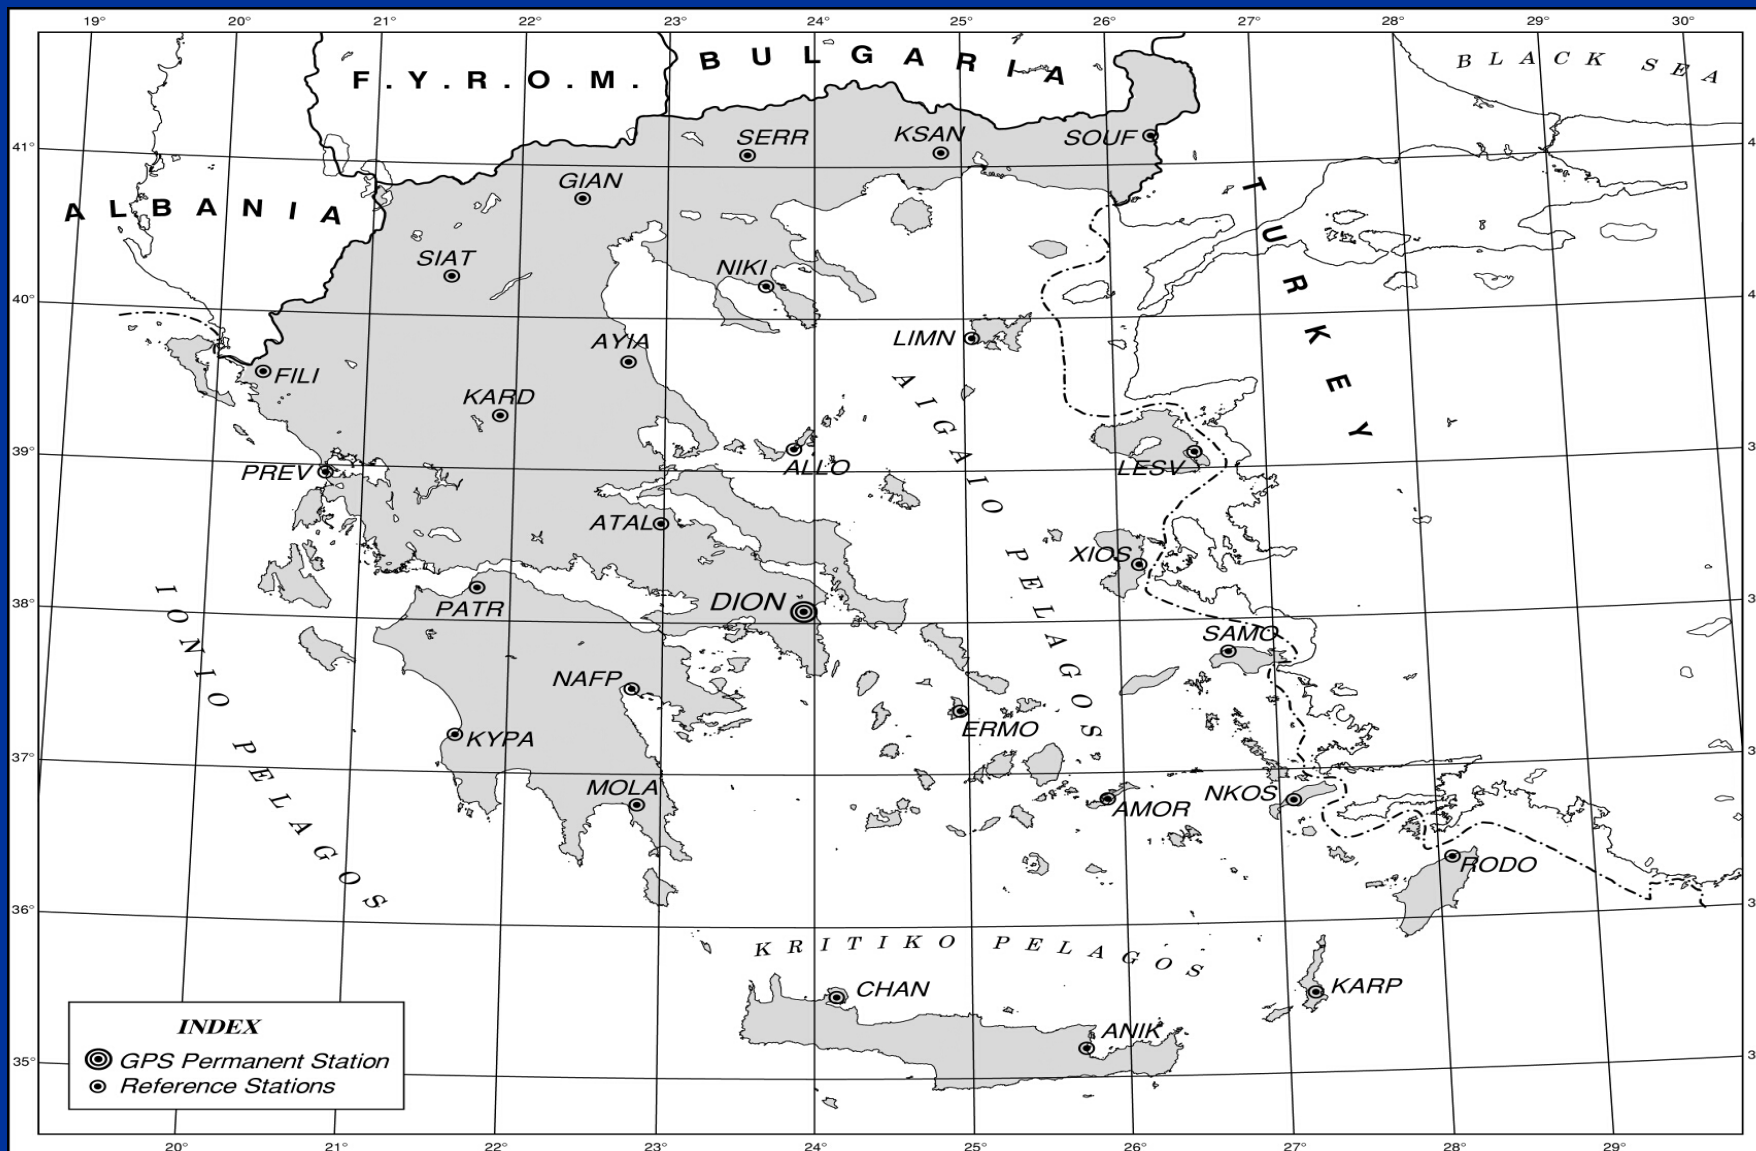 19° 20° 21° 22° 23° 24° 25° 26° 27° 28° 29° 30°
BULGARIA
F.Y.R.O.M.
BLACK SEA
SERR
KSAN
SOUF
41°
GIAN
ALBANIA
TURKEY
SIAT
NIKI
40°
LIMN
AYIA
FILI
KARD
AIGAIO PELAGOS
39°
PREV
ALLO
LESV
ATAL
XIOS
38°
PATR
DION
SAMO
IONIO PELAGOS
NAFP
ERMO
KYPA
37°
MOLA
AMOR
NKOS
RODO
36°
KRITIKO PELAGOS
CHAN
KARP
ANIK
35°
INDEX
GPS Permanent Station
Reference Stations
20° 21° 22° 23° 24° 25° 26° 27° 28° 29°